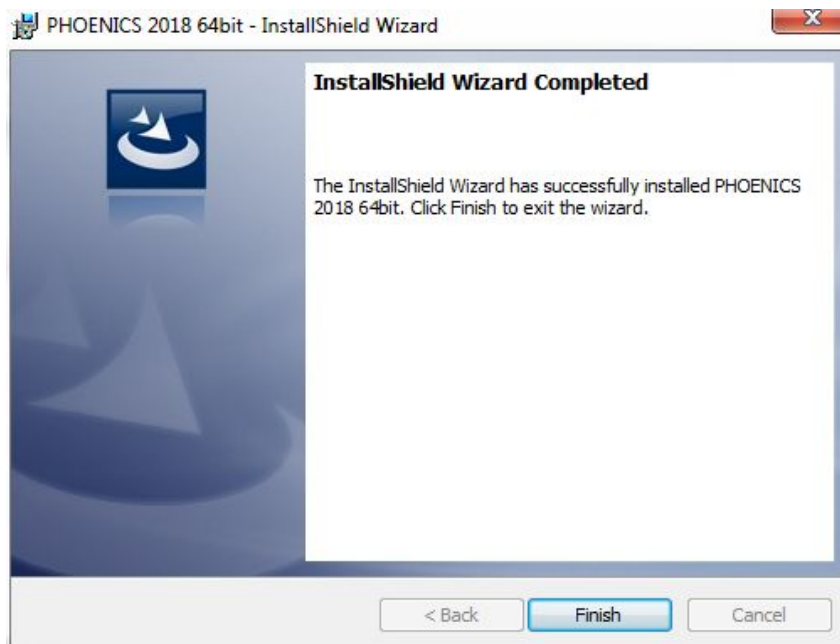 PHOENICS 2018 64bit - InstallShield Wizard
InstallShield Wizard Completed
The InstallShield Wizard has successfully installed PHOENICS
2018 64bit. Click Finish to exit the wizard.
< Back
Finish
Cancel